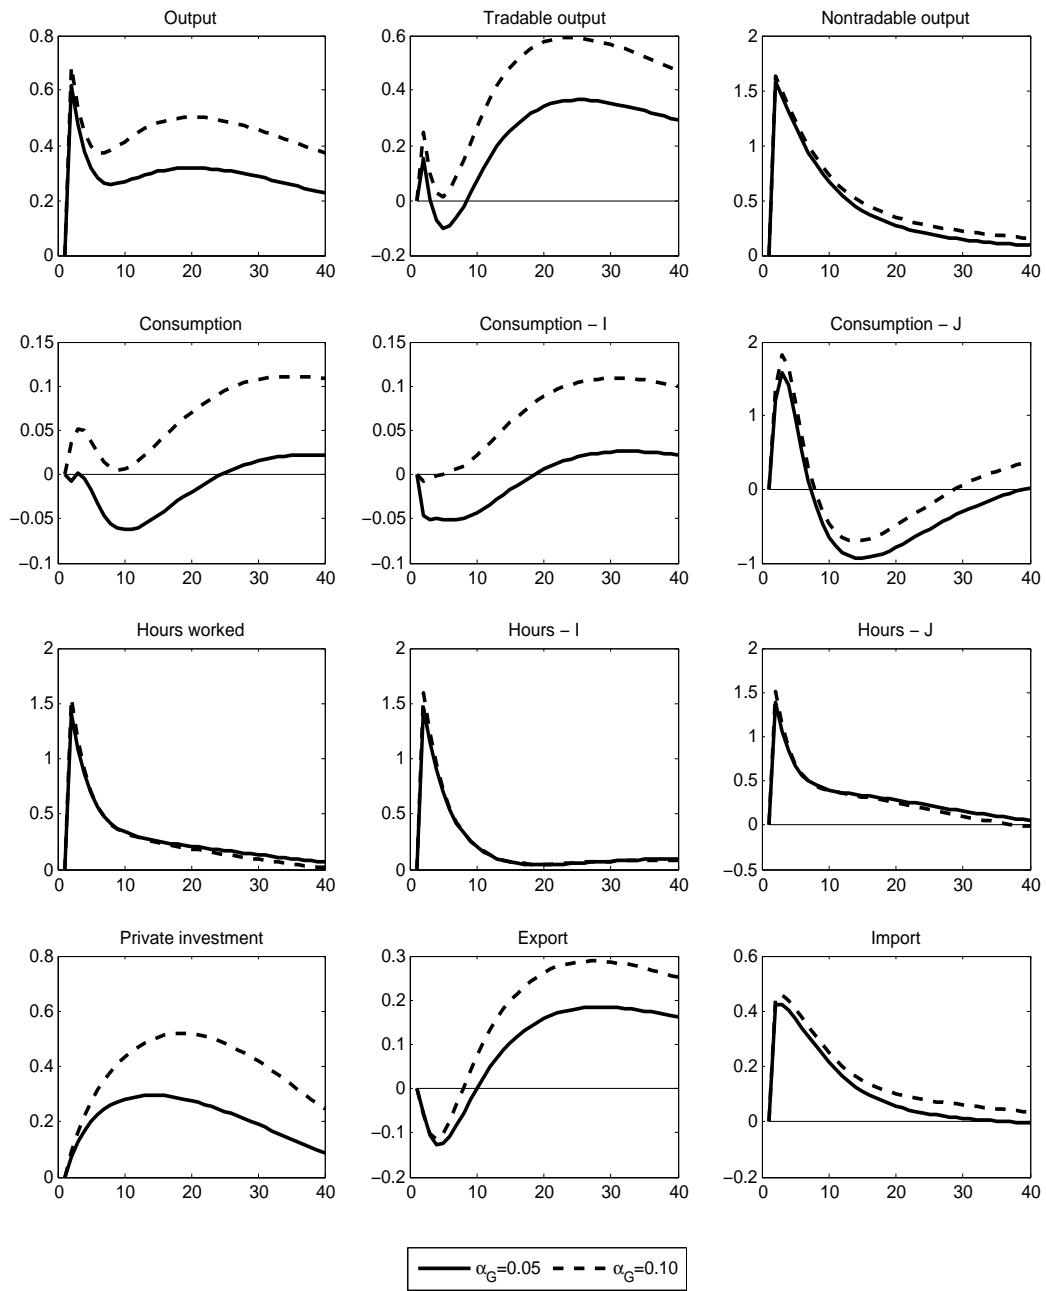 Output
0.8
0.6
0.4
0.2
0
0 10 20 30 40
Tradable output
0.6
0.4
0.2
0
−0.2
0 10 20 30 40
Nontradable output
2
1.5
1
0.5
0
0 10 20 30 40
Consumption
0.15
0.1
0.05
0
−0.05
−0.1
0 10 20 30 40
Consumption − I
0.15
0.1
0.05
0
−0.05
−0.1
0 10 20 30 40
Consumption − J
2
1
0
−1
0 10 20 30 40
Hours worked
2
1.5
1
0.5
0
0 10 20 30 40
Hours − I
2
1.5
1
0.5
0
0 10 20 30 40
Hours − J
2
1.5
1
0.5
0
−0.5
0 10 20 30 40
Private investment
0.8
0.6
0.4
0.2
0
0 10 20 30 40
Export
0.3
0.2
0.1
0
−0.1
−0.2
0 10 20 30 40
Import
0.6
0.4
0.2
0
−0.2
0 10 20 30 40
α_G=0.05 α_G=0.10